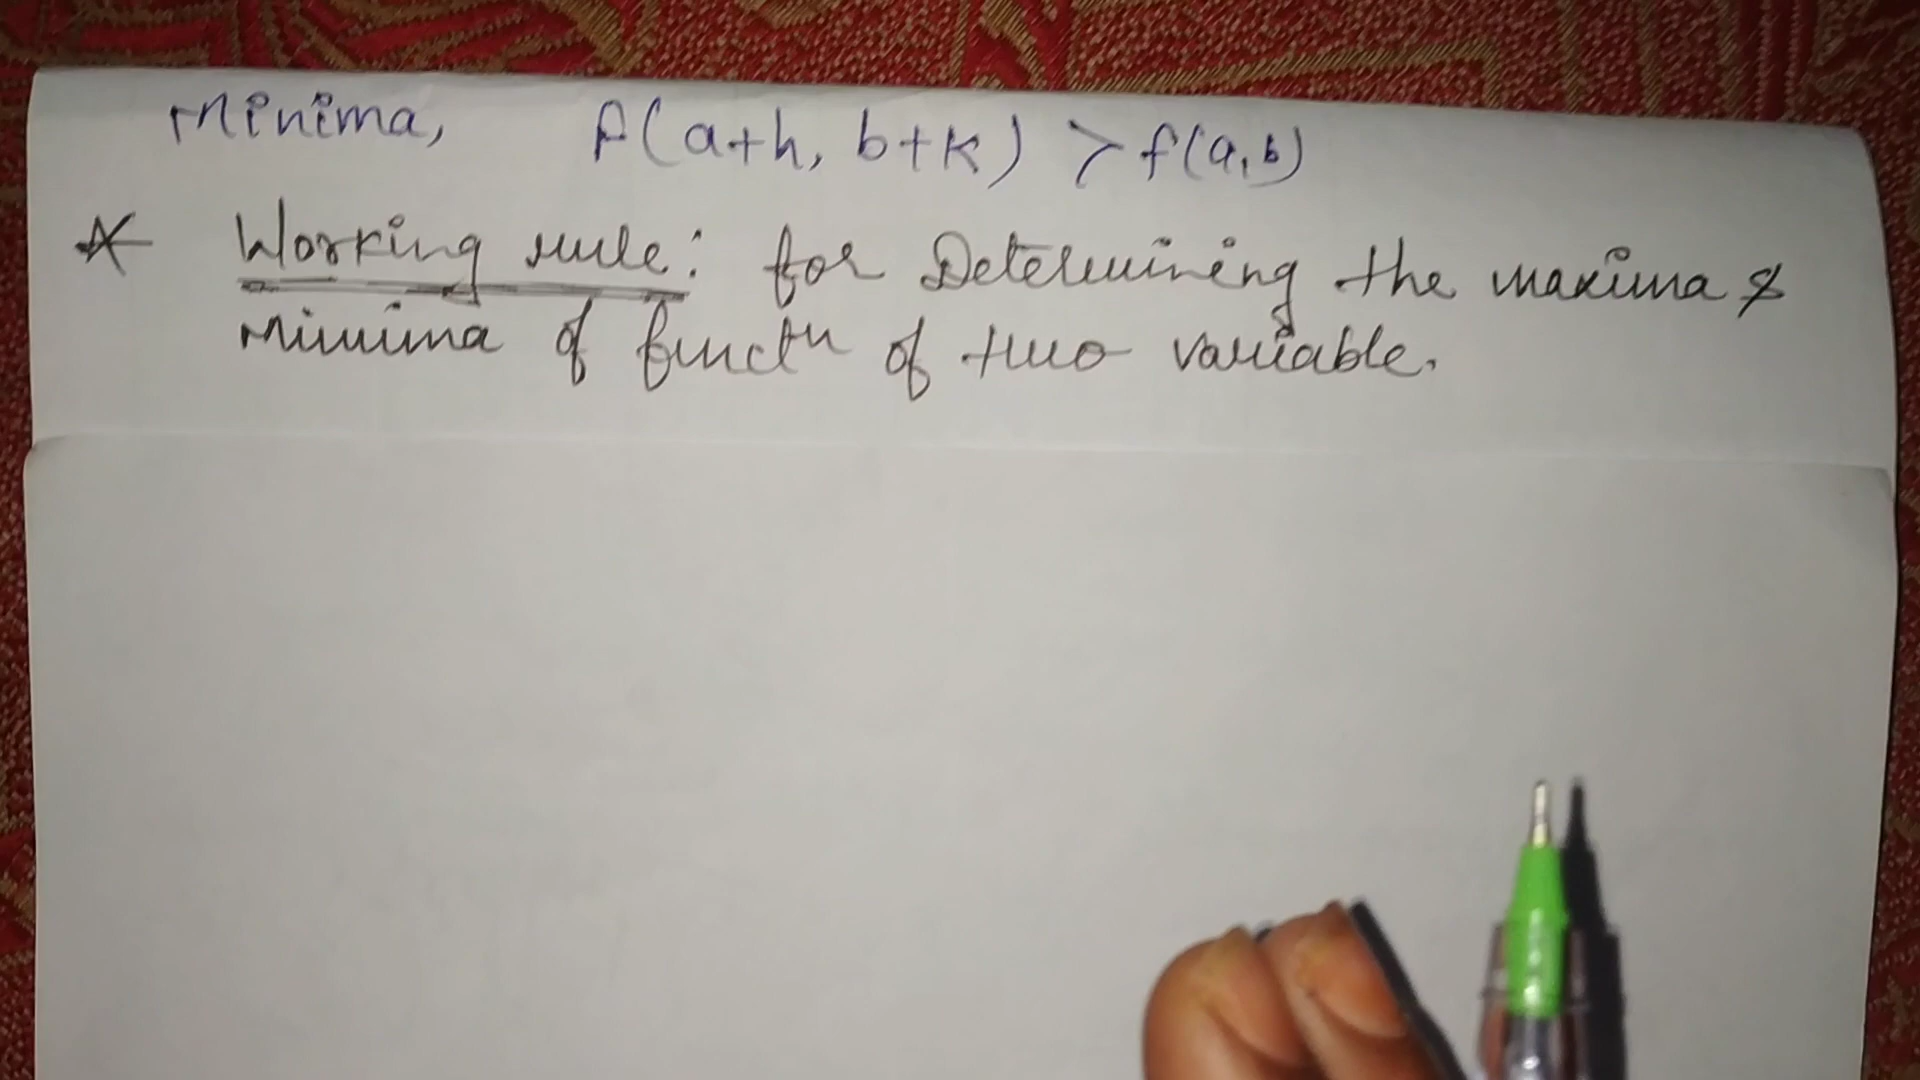 Minima, f(a+h, b+k) > f(a,b)
* Working rule: for Determining the maxima &
Minima of functn of two variable.